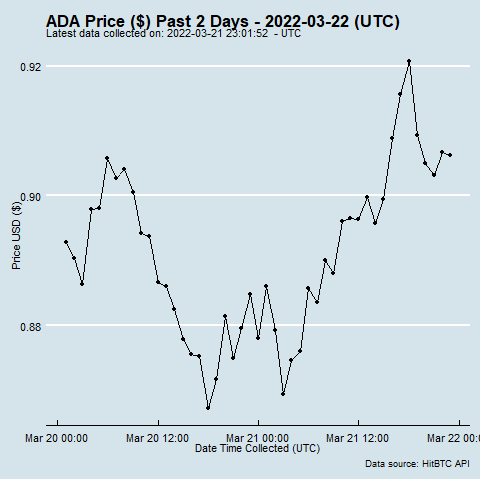 ADA Price ($) Past 2 Days - 2022-03-22 (UTC)
Latest data collected on: 2022-03-21 23:01:52 - UTC
0.92
0.90
0.88
Price USD ($)
Mar 20 00:00 Mar 20 12:00 Mar 21 00:00 Mar 21 12:00 Mar 22 00:0
Date Time Collected (UTC)
Data source: HitBTC API